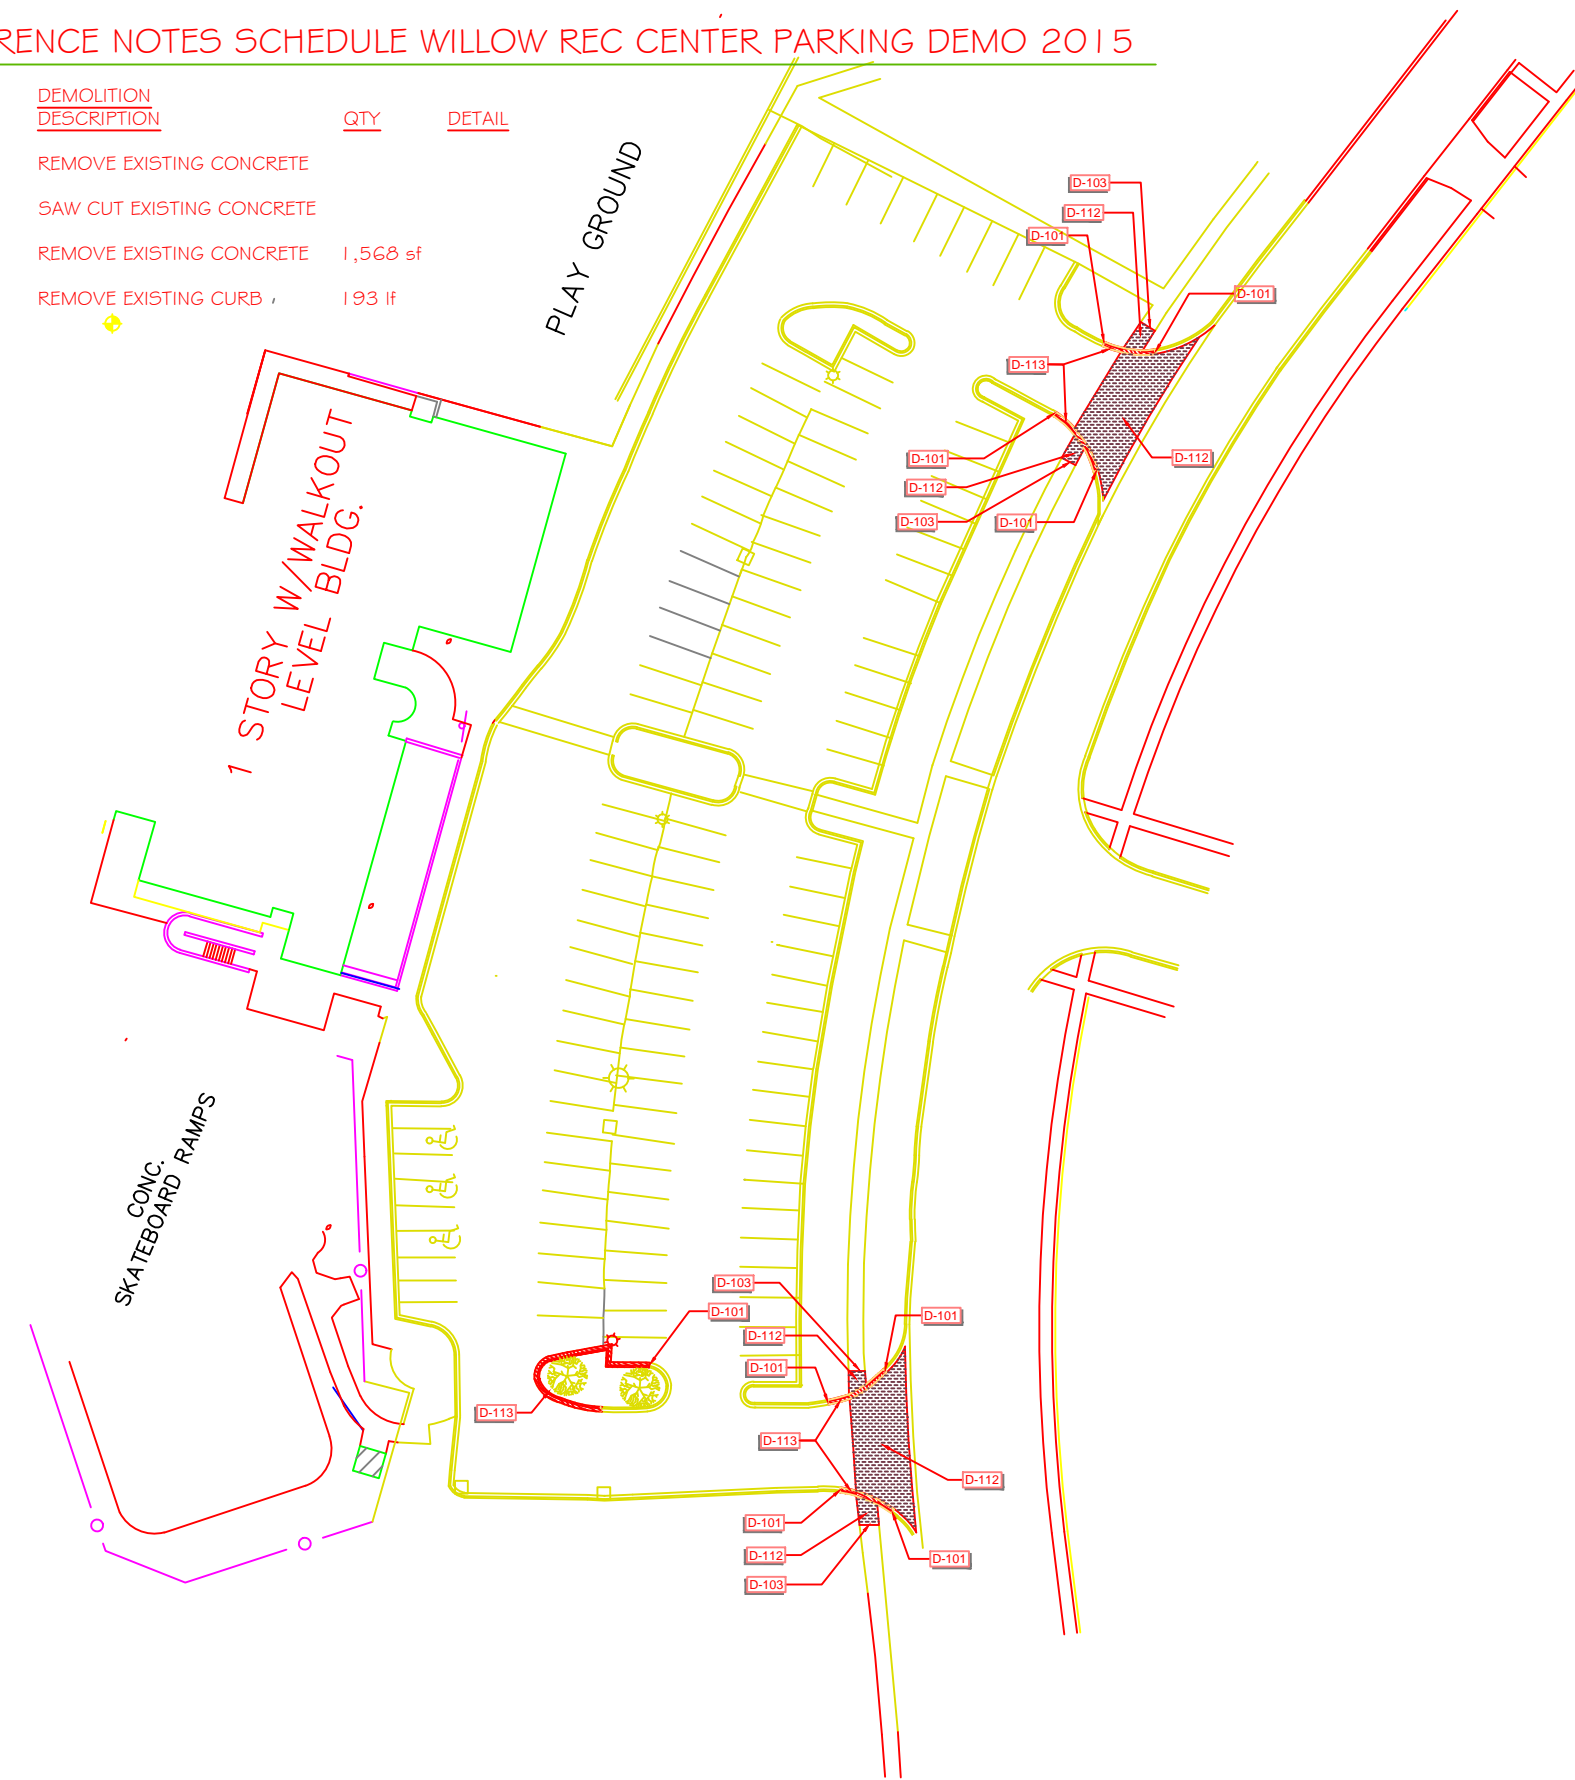 RENCE NOTES SCHEDULE WILLOW REC CENTER PARKING DEMO 2015
DEMOLITION
DESCRIPTION QTY DETAIL
REMOVE EXISTING CONCRETE
SAW CUT EXISTING CONCRETE
REMOVE EXISTING CONCRETE 1,568 sf
REMOVE EXISTING CURB 193 lf
PLAY GROUND
D-103
D-112
D-101
D-101
D-113
D-101
D-112
D-112
D-103
D-101
1 STORY W/WALKOUT
LEVEL BLDG.
CONC.
SKATEBOARD RAMPS
D-103
D-101
D-101
D-112
D-101
D-113
D-113
D-112
D-101
D-112
D-101
D-103